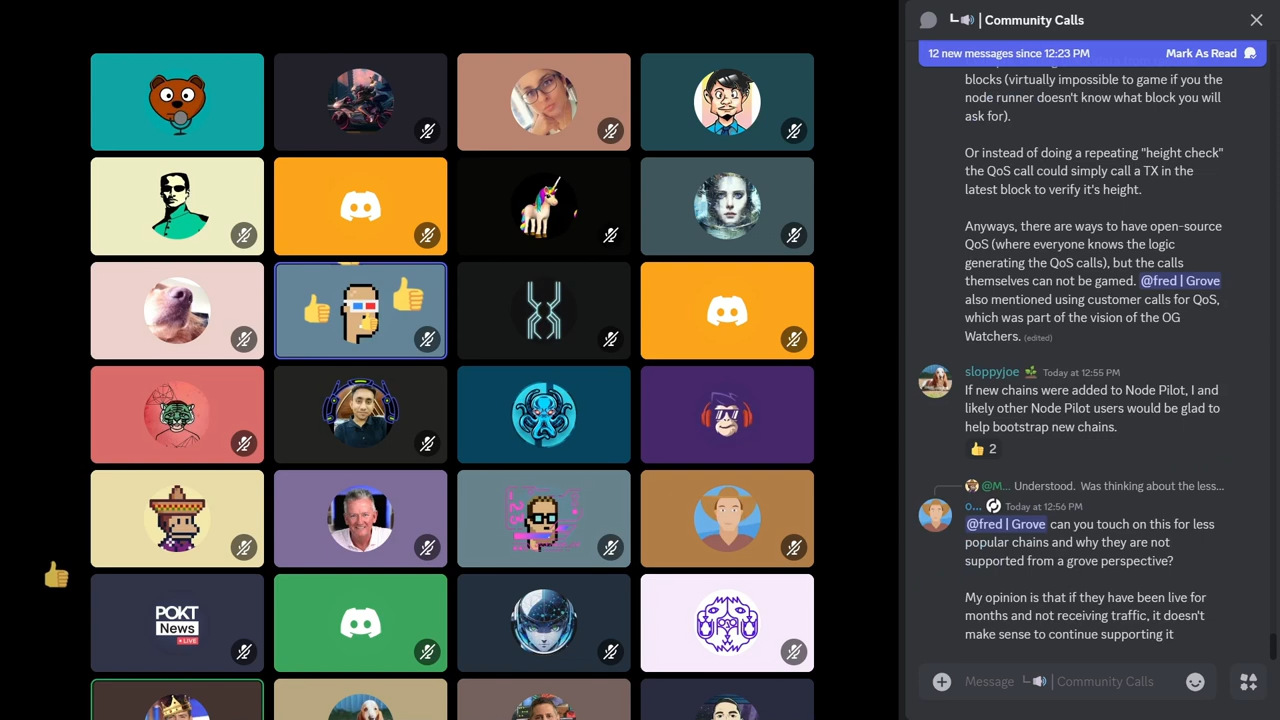 Community Calls
12 new messages since 12:23 PM Mark As Read
blocks (virtually impossible to game if you the
node runner doesn't know what block you will
ask for).
Or instead of doing a repeating "height check"
the QoS call could simply call a TX in the
latest block to verify it's height.
Anyways, there are ways to have open-source
QoS (where everyone knows the logic
generating the QoS calls), but the calls
themselves can not be gamed. @fred | Grove
also mentioned using customer calls for QoS,
which was part of the vision of the OG
Watchers. (edited)
sloppyjoe Today at 12:55 PM
If new chains were added to Node Pilot, I and
likely other Node Pilot users would be glad to
help bootstrap new chains.
2
@M... Understood. Was thinking about the less...
o... Today at 12:56 PM
@fred | Grove can you touch on this for less
popular chains and why they are not
supported from a grove perspective?
My opinion is that if they have been live for
months and not receiving traffic, it doesn't
make sense to continue supporting it
Message Community Calls
POKT
News
LIVE